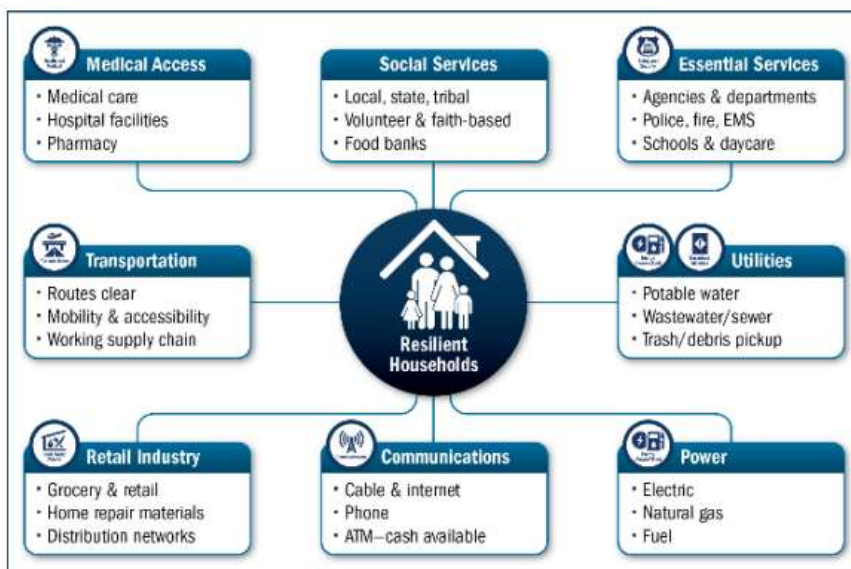 Medical Access
• Medical care
• Hospital facilities
• Pharmacy
Social Services
• Local, state, tribal
• Volunteer & faith-based
• Food banks
Essential Services
• Agencies & departments
• Police, fire, EMS
• Schools & daycare
Transportation
• Routes clear
• Mobility & accessibility
• Working supply chain
Resilient
Households
Utilities
• Potable water
• Wastewater/sewer
• Trash/debris pickup
Retail Industry
• Grocery & retail
• Home repair materials
• Distribution networks
Communications
• Cable & internet
• Phone
• ATM—cash available
Power
• Electric
• Natural gas
• Fuel